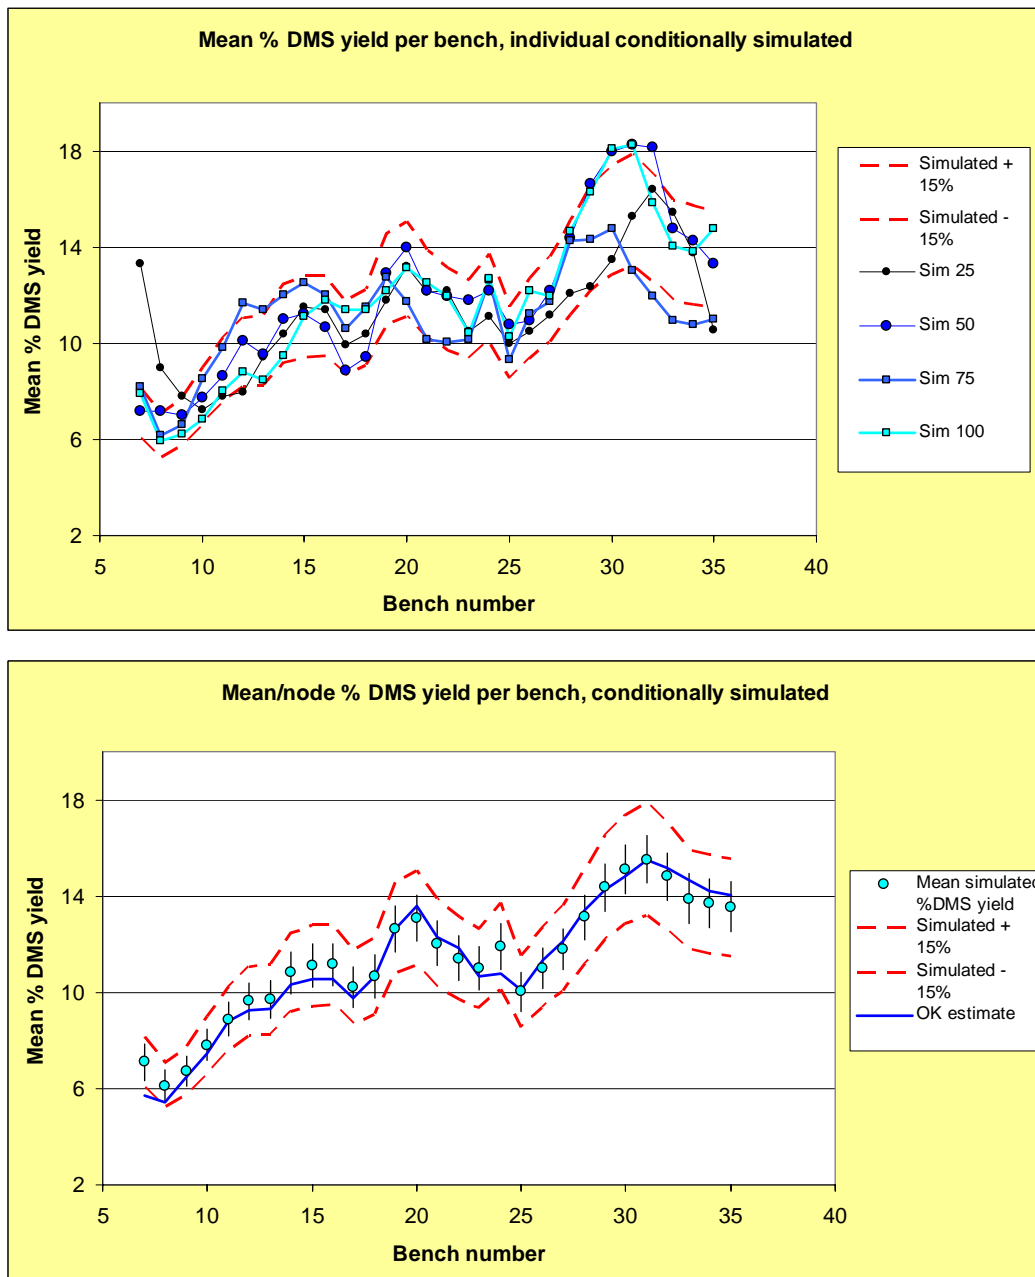 Mean % DMS yield per bench, individual conditionally simulated
Mean % DMS yield
18
14
10
6
2
5
10
15
20
25
30
35
40
Bench number
Simulated +
15%
Simulated -
15%
Sim 25
Sim 50
Sim 75
Sim 100
Mean/node % DMS yield per bench, conditionally simulated
Mean % DMS yield
18
14
10
6
2
5
10
15
20
25
30
35
40
Bench number
Mean simulated
%DMS yield
Simulated +
15%
Simulated -
15%
OK estimate